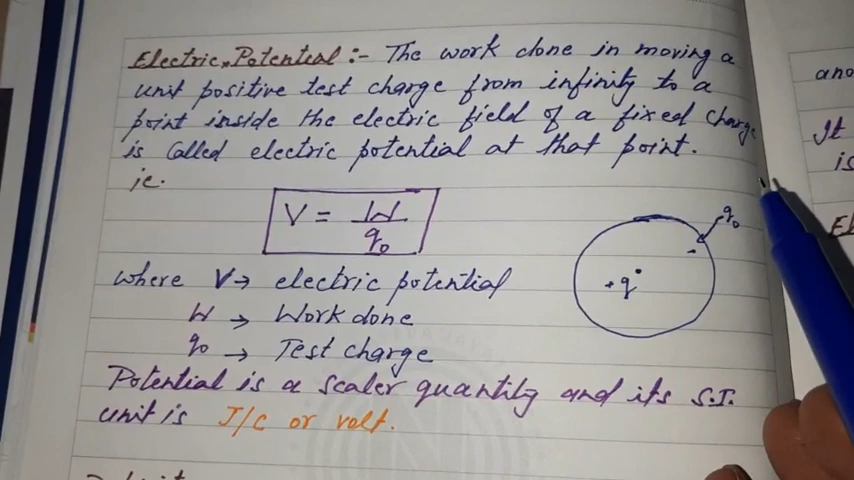 Electric Potential :- The work done in moving a
unit positive test charge from infinity to a
point inside the electric field of a fixed charge
is called electric potential at that point.
ie.
V = W
q₀
q₀
+q
where V → electric potential
W → Work done
q₀ → Test charge
Potential is a scaler quantity and its S.I.
unit is J/C or volt.
ano
It
is
El